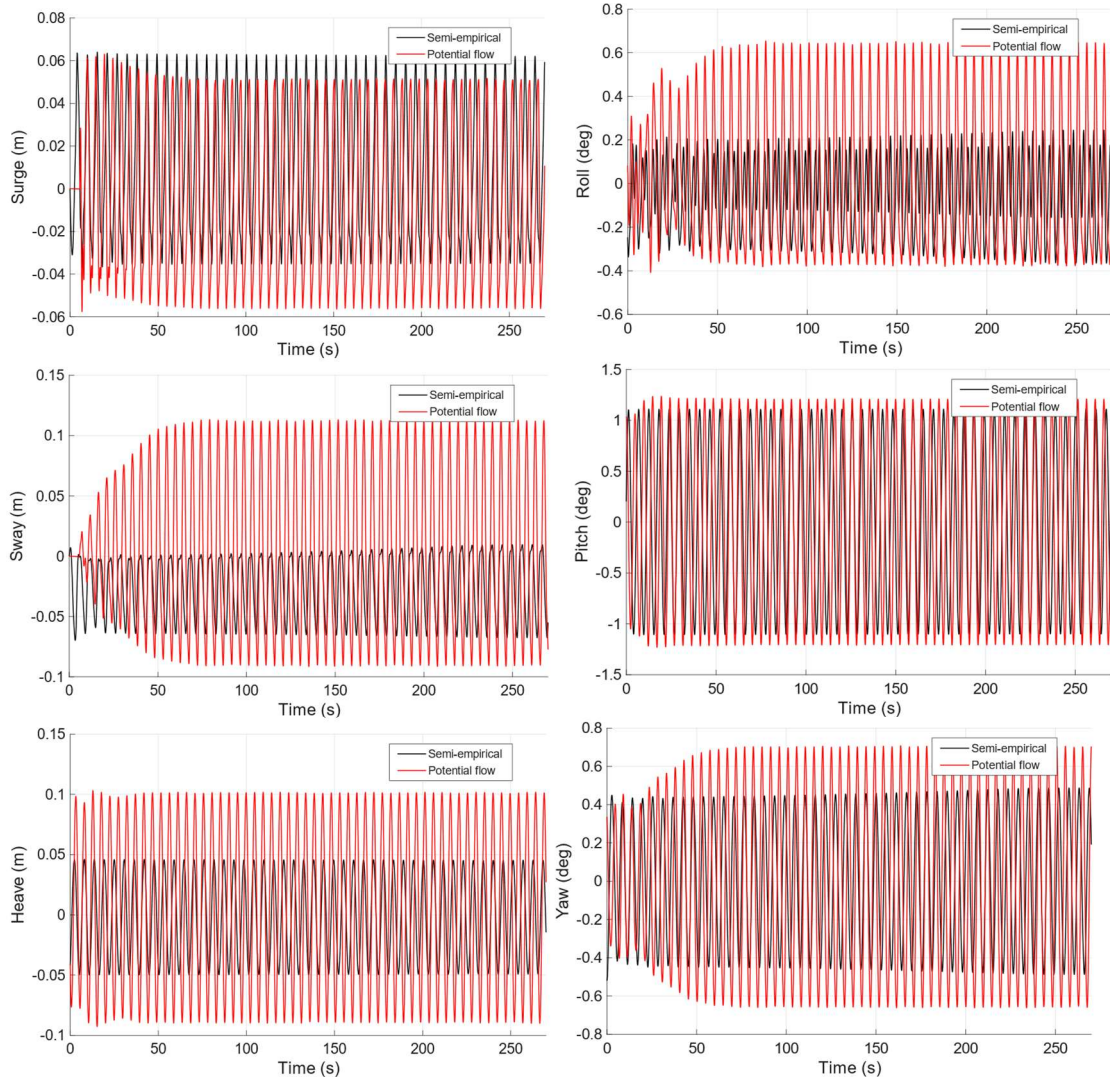 0.08
0.06
0.04
0.02
0
-0.02
-0.04
-0.06
Surge (m)
0 50 100 150 200 250
Time (s)
Semi-empirical
Potential flow
0.8
0.6
0.4
0.2
0
-0.2
-0.4
-0.6
Roll (deg)
0 50 100 150 200 250
Time (s)
Semi-empirical
Potential flow
0.15
0.1
0.05
0
-0.05
-0.1
Sway (m)
0 50 100 150 200 250
Time (s)
Semi-empirical
Potential flow
1.5
1
0.5
0
-0.5
-1
-1.5
Pitch (deg)
0 50 100 150 200 250
Time (s)
Semi-empirical
Potential flow
0.15
0.1
0.05
0
-0.05
-0.1
Heave (m)
0 50 100 150 200 250
Time (s)
Semi-empirical
Potential flow
0.8
0.6
0.4
0.2
0
-0.2
-0.4
-0.6
-0.8
Yaw (deg)
0 50 100 150 200 250
Time (s)
Semi-empirical
Potential flow